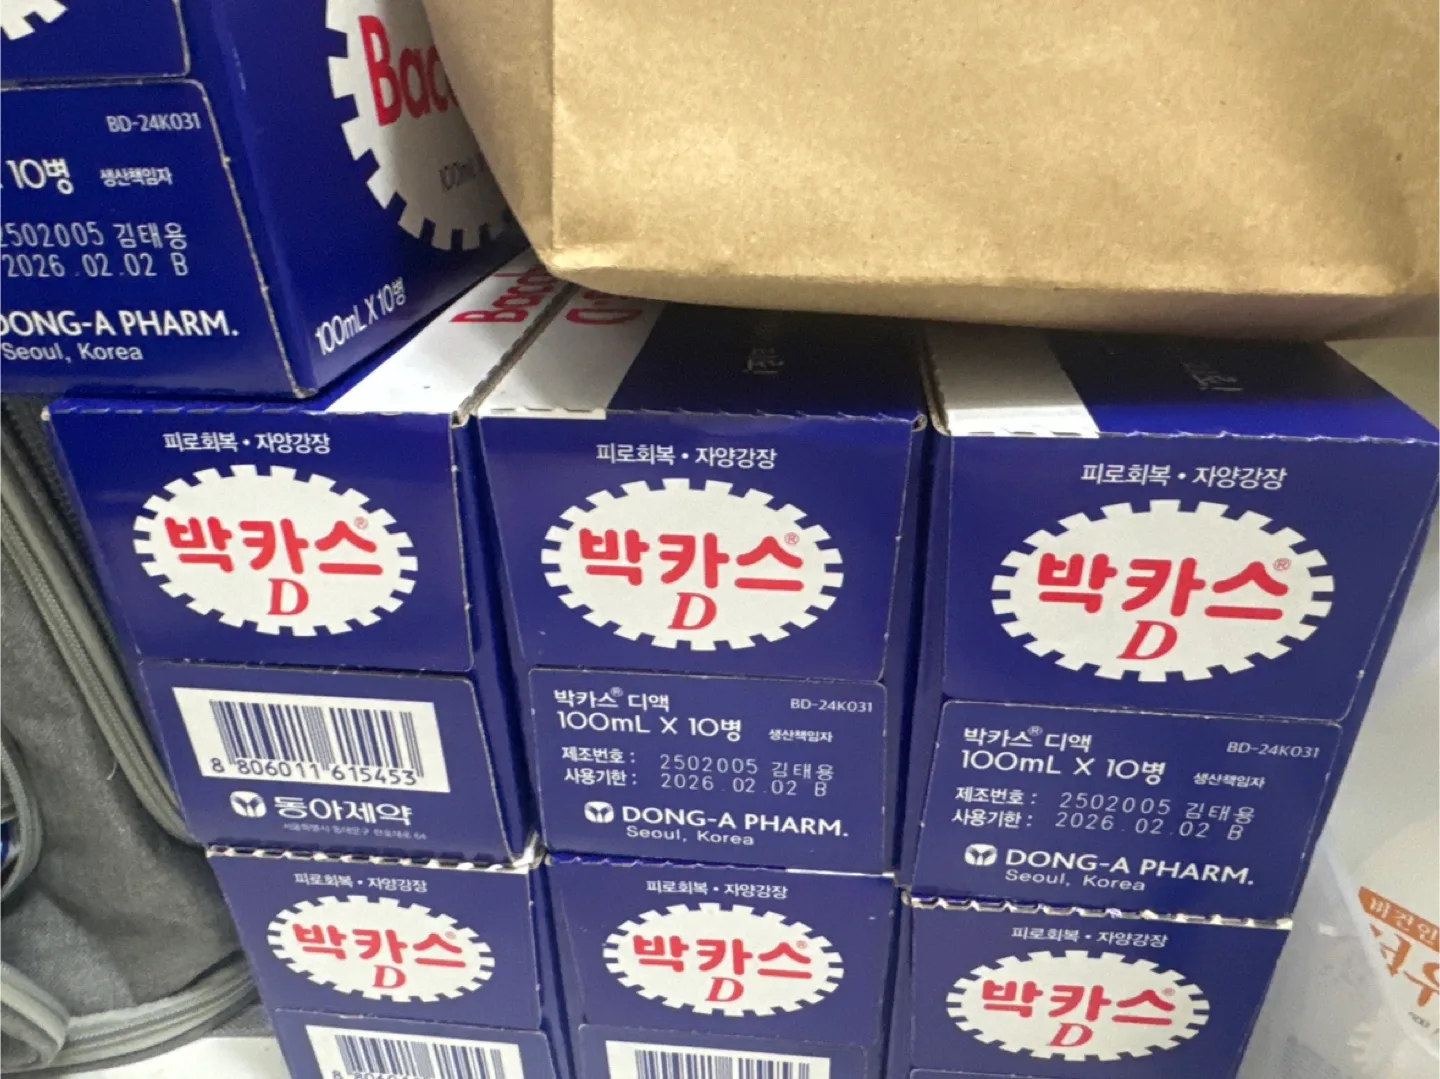 BD-24K031
10병 생산책임자
2502005 김태용
2026.02.02 B
DONG-A PHARM.
Seoul, Korea
100mL X 10병
피로회복 • 자양강장
박카스®
D
8 806011 615453
동아제약
피로회복 • 자양강장
박카스®
D
박카스® 디액 BD-24K031
100mL X 10병 생산책임자
제조번호 : 2502005 김태용
사용기한 : 2026.02.02 B
DONG-A PHARM.
Seoul, Korea
피로회복 • 자양강장
박카스®
D
박카스® 디액 BD-24K031
100mL X 10병 생산책임자
제조번호 : 2502005 김태용
사용기한 : 2026.02.02 B
DONG-A PHARM.
Seoul, Korea
피로회복 • 자양강장
박카스®
D
피로회복 • 자양강장
박카스®
D
피로회복 • 자양강장
박카스®
D